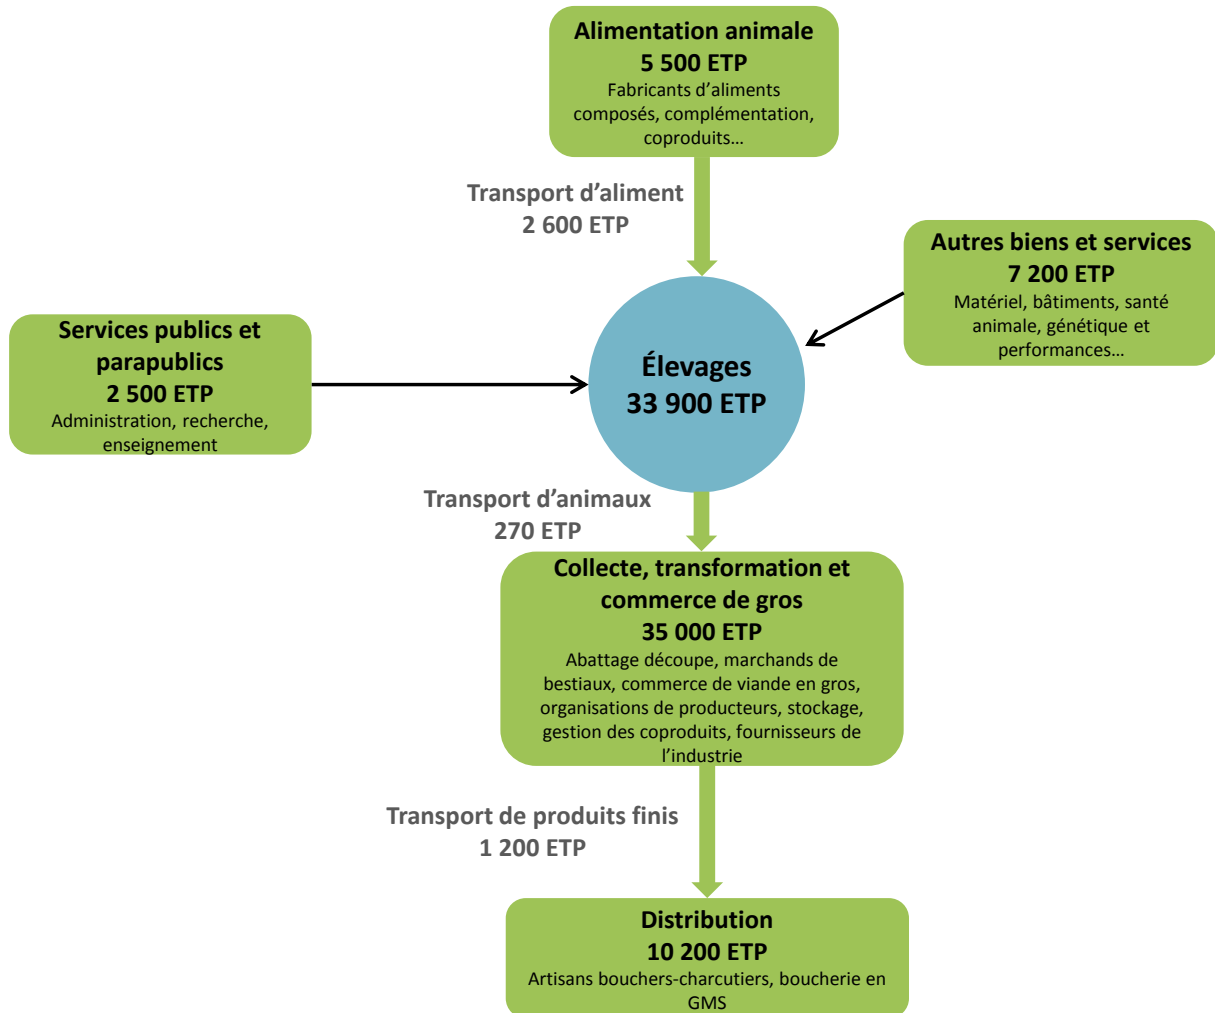 Alimentation animale
5 500 ETP
Fabricants d’aliments
composés, complémentation,
coproduits…
Transport d’aliment
2 600 ETP
Autres biens et services
7 200 ETP
Matériel, bâtiments, santé
animale, génétique et
performances…
Services publics et
parapublics
2 500 ETP
Administration, recherche,
enseignement
Élevages
33 900 ETP
Transport d’animaux
270 ETP
Collecte, transformation et
commerce de gros
35 000 ETP
Abattage découpe, marchands de
bestiaux, commerce de viande en gros,
organisations de producteurs, stockage,
gestion des coproduits, fournisseurs de
l’industrie
Transport de produits finis
1 200 ETP
Distribution
10 200 ETP
Artisans bouchers-charcutiers, boucherie en
GMS